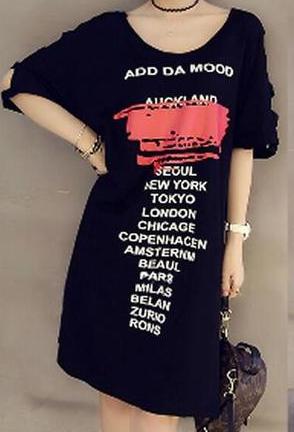 ADD DA MOOD
AUCKLAND
SEOUL
NEW YORK
TOKYO
LONDON
CHICAGE
COPENHACEN
AMSTERNM
BEAUL
PARS
MILAS
BELAN
ZURIO
RONS